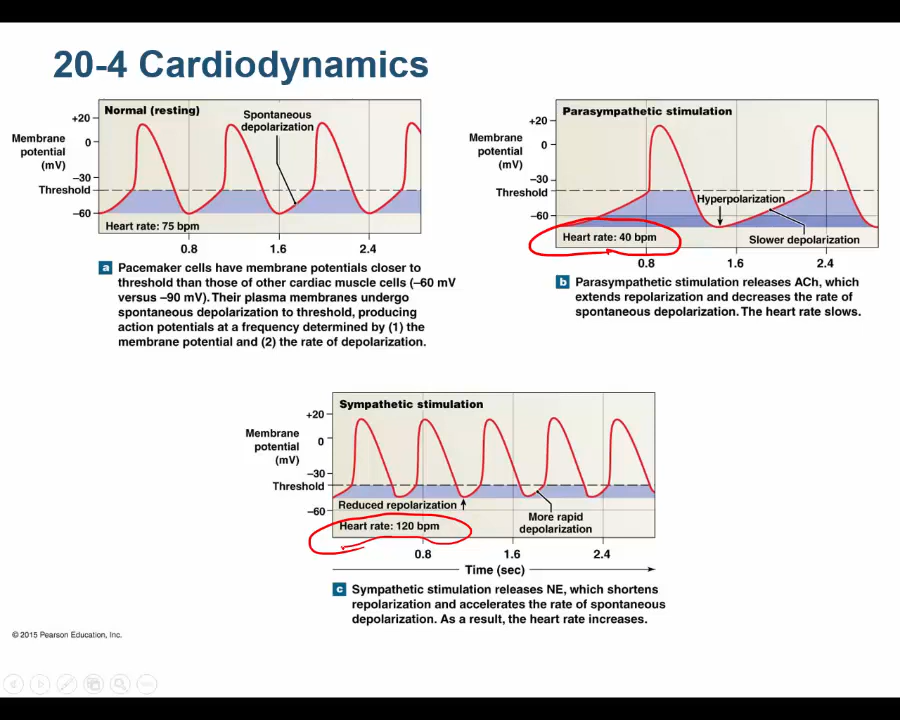 20-4 Cardiodynamics
Normal (resting)
Spontaneous
depolarization
+20
0
−30
Threshold
−60
Membrane
potential
(mV)
Heart rate: 75 bpm
0.8 1.6 2.4
a Pacemaker cells have membrane potentials closer to
threshold than those of other cardiac muscle cells (–60 mV
versus –90 mV). Their plasma membranes undergo
spontaneous depolarization to threshold, producing
action potentials at a frequency determined by (1) the
membrane potential and (2) the rate of depolarization.
Parasympathetic stimulation
+20
0
−30
Threshold
−60
Membrane
potential
(mV)
Hyperpolarization
Heart rate: 40 bpm
Slower depolarization
0.8 1.6 2.4
b Parasympathetic stimulation releases ACh, which
extends repolarization and decreases the rate of
spontaneous depolarization. The heart rate slows.
Sympathetic stimulation
+20
0
−30
Threshold
−60
Membrane
potential
(mV)
Reduced repolarization
More rapid
depolarization
Heart rate: 120 bpm
0.8 1.6 2.4
Time (sec)
c Sympathetic stimulation releases NE, which shortens
repolarization and accelerates the rate of spontaneous
depolarization. As a result, the heart rate increases.
© 2015 Pearson Education, Inc.